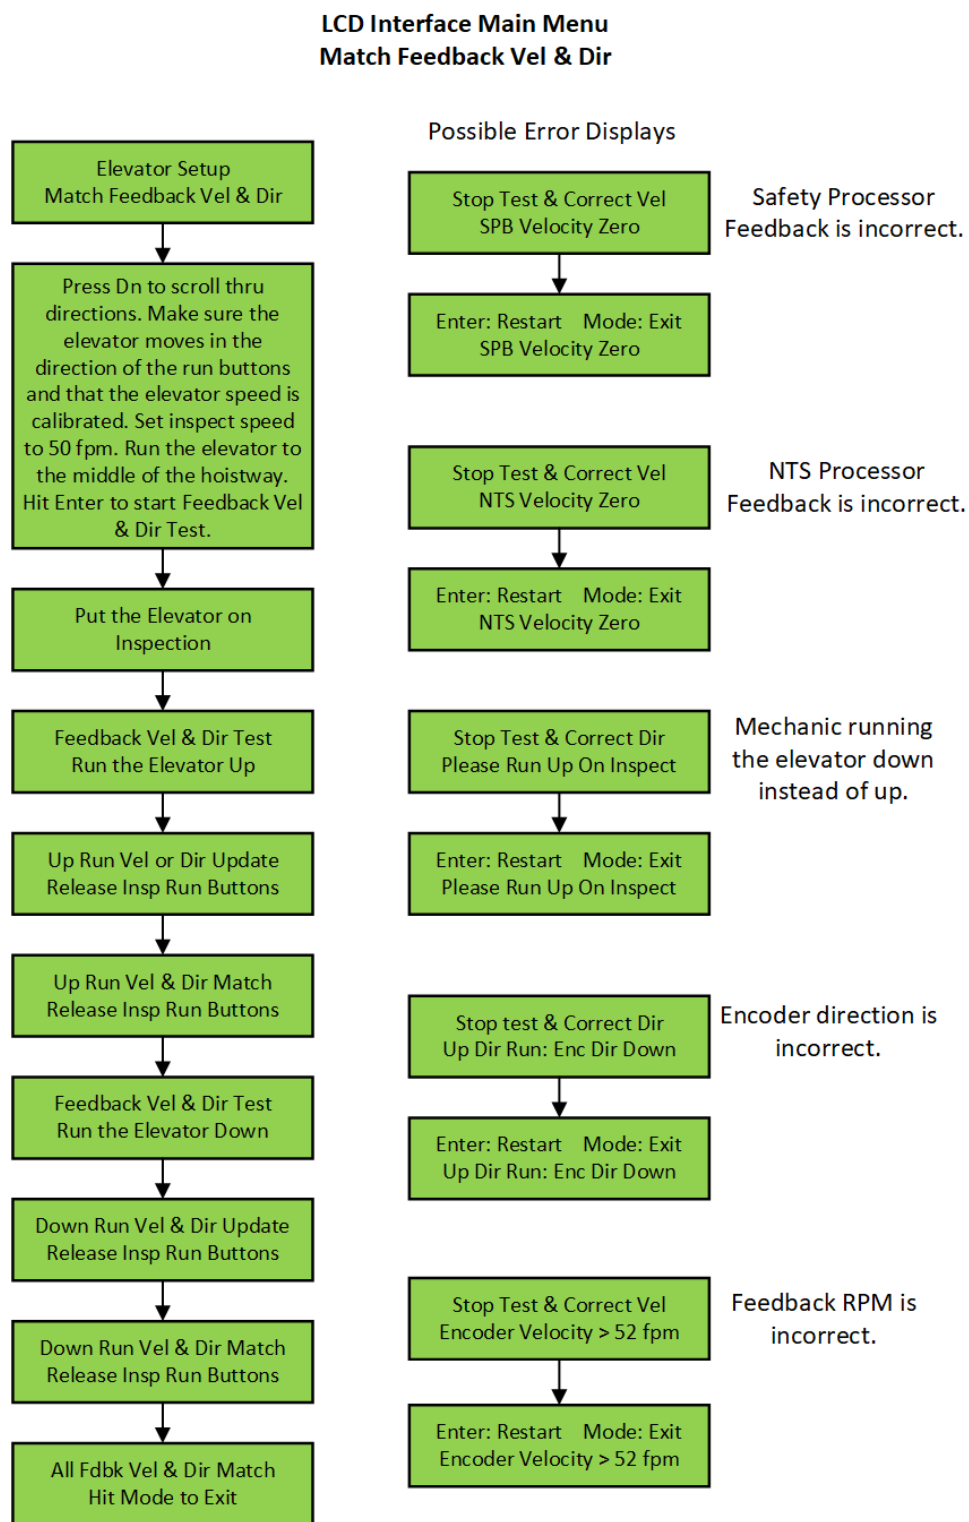 LCD Interface Main Menu
Match Feedback Vel & Dir
Elevator Setup
Match Feedback Vel & Dir
Press Dn to scroll thru
directions. Make sure the
elevator moves in the
direction of the run buttons
and that the elevator speed is
calibrated. Set inspect speed
to 50 fpm. Run the elevator to
the middle of the hoistway.
Hit Enter to start Feedback Vel
& Dir Test.
Put the Elevator on
Inspection
Feedback Vel & Dir Test
Run the Elevator Up
Up Run Vel or Dir Update
Release Insp Run Buttons
Up Run Vel & Dir Match
Release Insp Run Buttons
Feedback Vel & Dir Test
Run the Elevator Down
Down Run Vel & Dir Update
Release Insp Run Buttons
Down Run Vel & Dir Match
Release Insp Run Buttons
All Fdbk Vel & Dir Match
Hit Mode to Exit
Possible Error Displays
Stop Test & Correct Vel
SPB Velocity Zero
Safety Processor
Feedback is incorrect.
Enter: Restart Mode: Exit
SPB Velocity Zero
Stop Test & Correct Vel
NTS Velocity Zero
NTS Processor
Feedback is incorrect.
Enter: Restart Mode: Exit
NTS Velocity Zero
Stop Test & Correct Dir
Please Run Up On Inspect
Mechanic running
the elevator down
instead of up.
Enter: Restart Mode: Exit
Please Run Up On Inspect
Stop test & Correct Dir
Up Dir Run: Enc Dir Down
Encoder direction is
incorrect.
Enter: Restart Mode: Exit
Up Dir Run: Enc Dir Down
Stop Test & Correct Vel
Encoder Velocity > 52 fpm
Feedback RPM is
incorrect.
Enter: Restart Mode: Exit
Encoder Velocity > 52 fpm